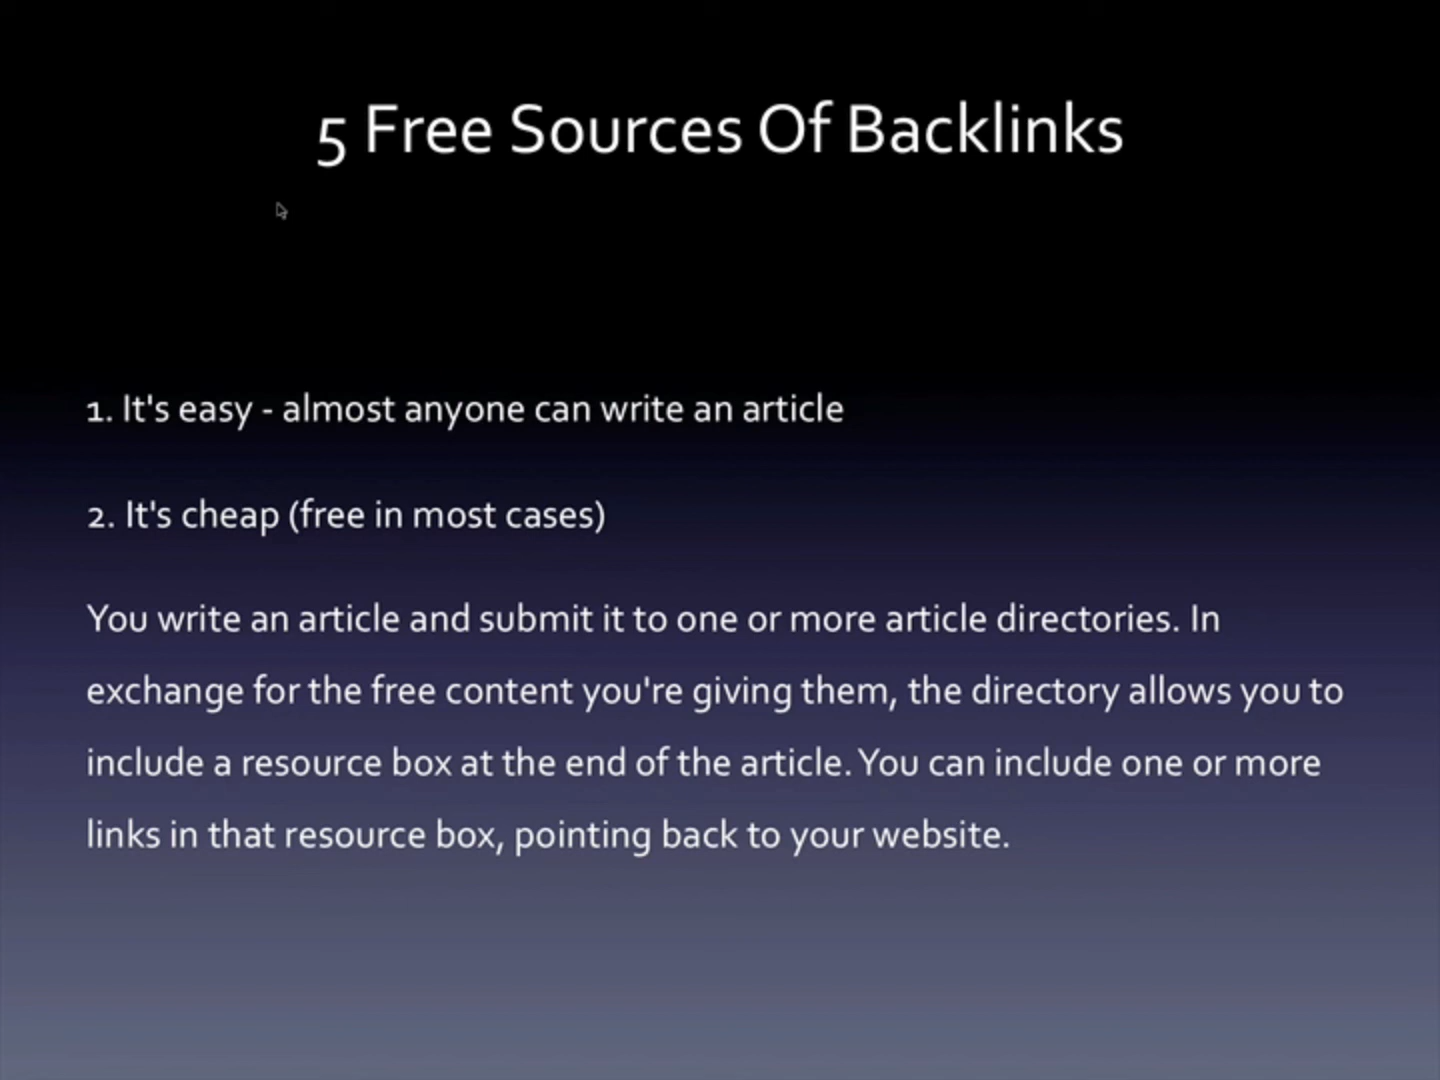 5 Free Sources Of Backlinks
1. It's easy - almost anyone can write an article
2. It's cheap (free in most cases)
You write an article and submit it to one or more article directories. In
exchange for the free content you're giving them, the directory allows you to
include a resource box at the end of the article. You can include one or more
links in that resource box, pointing back to your website.